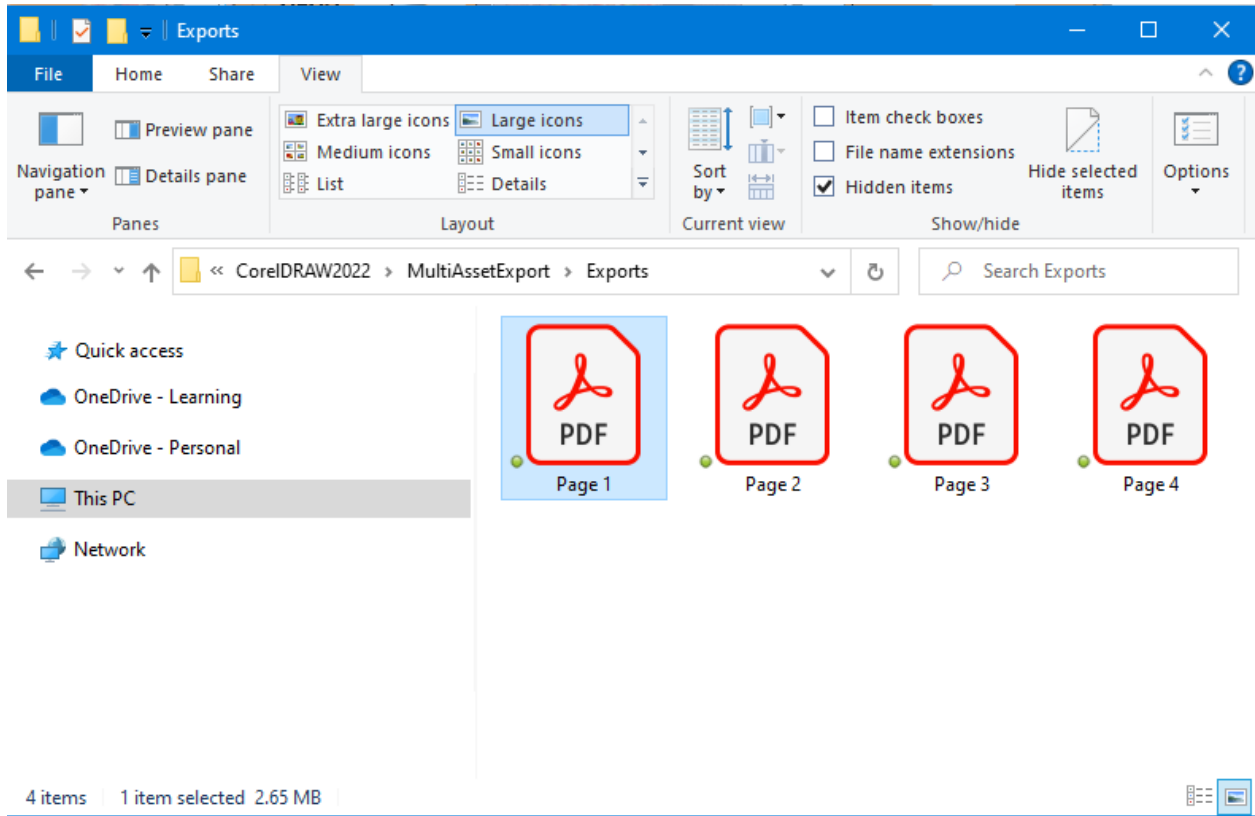 Exports
File Home Share View
Navigation pane
Preview pane
Details pane
Panes
Extra large icons Large icons
Medium icons Small icons
List Details
Layout
Sort by
Current view
Item check boxes
File name extensions
Hidden items
Hide selected items
Show/hide
Options
« CorelDRAW2022 > MultiAssetExport > Exports
Search Exports
Quick access
OneDrive - Learning
OneDrive - Personal
This PC
Network
PDF PDF PDF PDF
Page 1 Page 2 Page 3 Page 4
4 items 1 item selected 2.65 MB